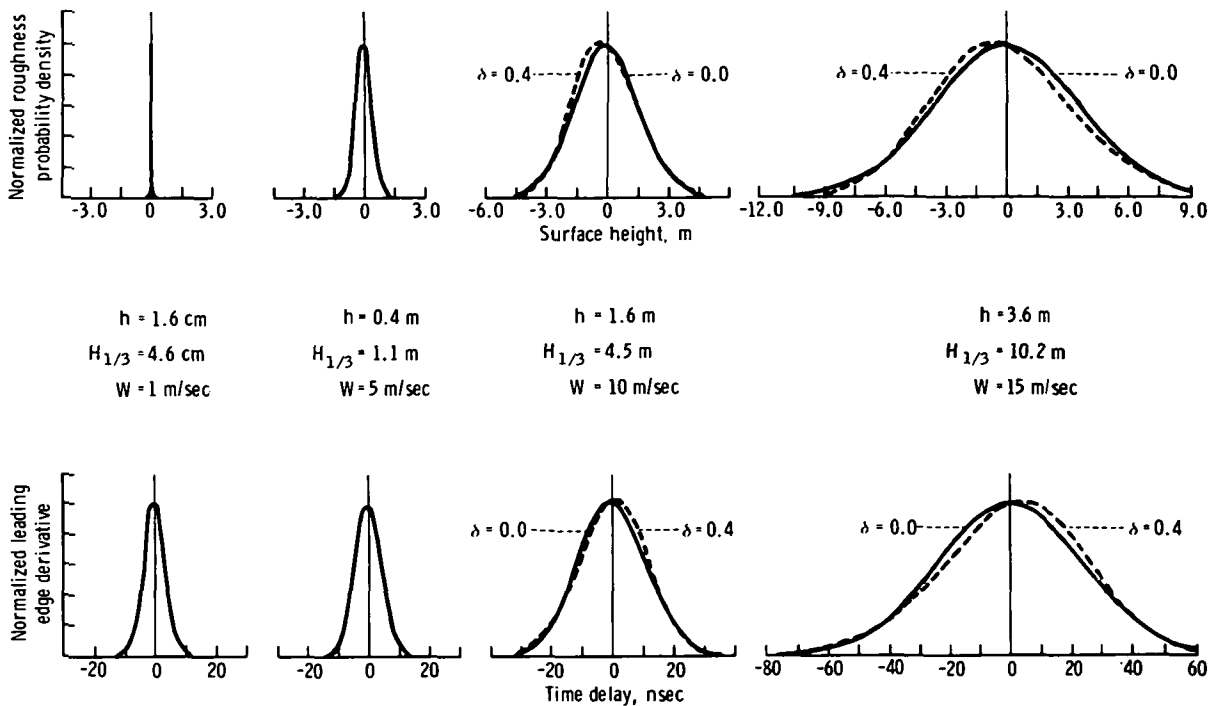 Normalized roughness
probability density
δ = 0.4
δ = 0.0
δ = 0.4
δ = 0.0
-3.0 0 3.0
-3.0 0 3.0
-6.0 -3.0 0 3.0
-12.0 -9.0 -6.0 -3.0 0 3.0 6.0 9.0
Surface height, m
h = 1.6 cm
H1/3 = 4.6 cm
W = 1 m/sec
h = 0.4 m
H1/3 = 1.1 m
W = 5 m/sec
h = 1.6 m
H1/3 = 4.5 m
W = 10 m/sec
h = 3.6 m
H1/3 = 10.2 m
W = 15 m/sec
Normalized leading
edge derivative
δ = 0.0
δ = 0.4
δ = 0.0
δ = 0.4
-20 0 20
-20 0 20
-20 0 20
-80 -60 -40 -20 0 20 40 60
Time delay, nsec